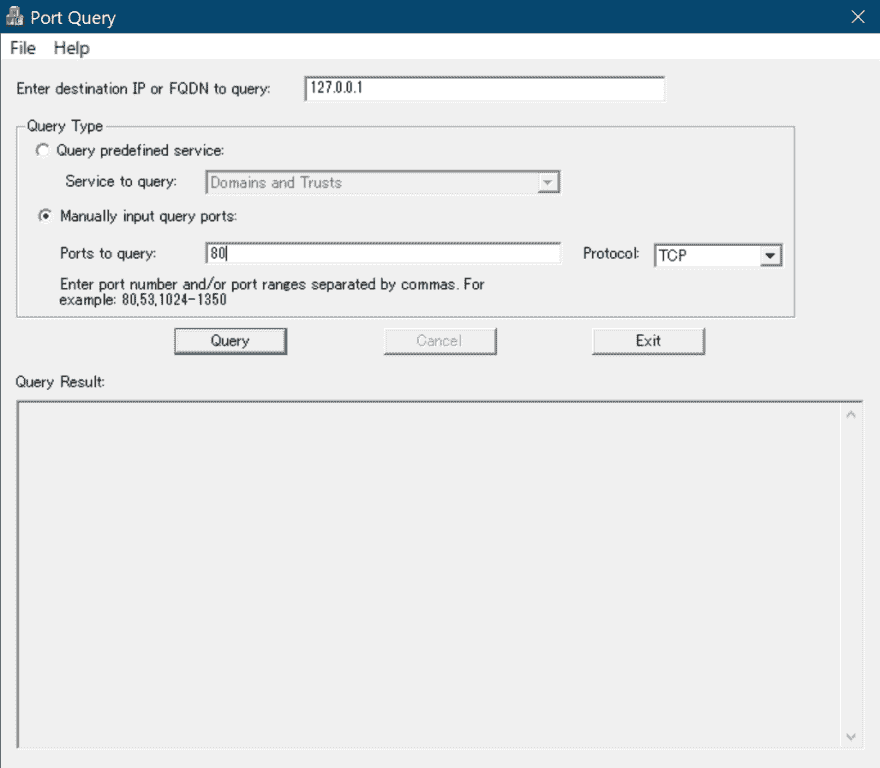 Port Query
File Help
Enter destination IP or FQDN to query: 127.0.0.1
Query Type
Query predefined service:
Service to query: Domains and Trusts
Manually input query ports:
Ports to query: 80 Protocol: TCP
Enter port number and/or port ranges separated by commas. For
example: 80,53,1024-1350
Query Cancel Exit
Query Result: